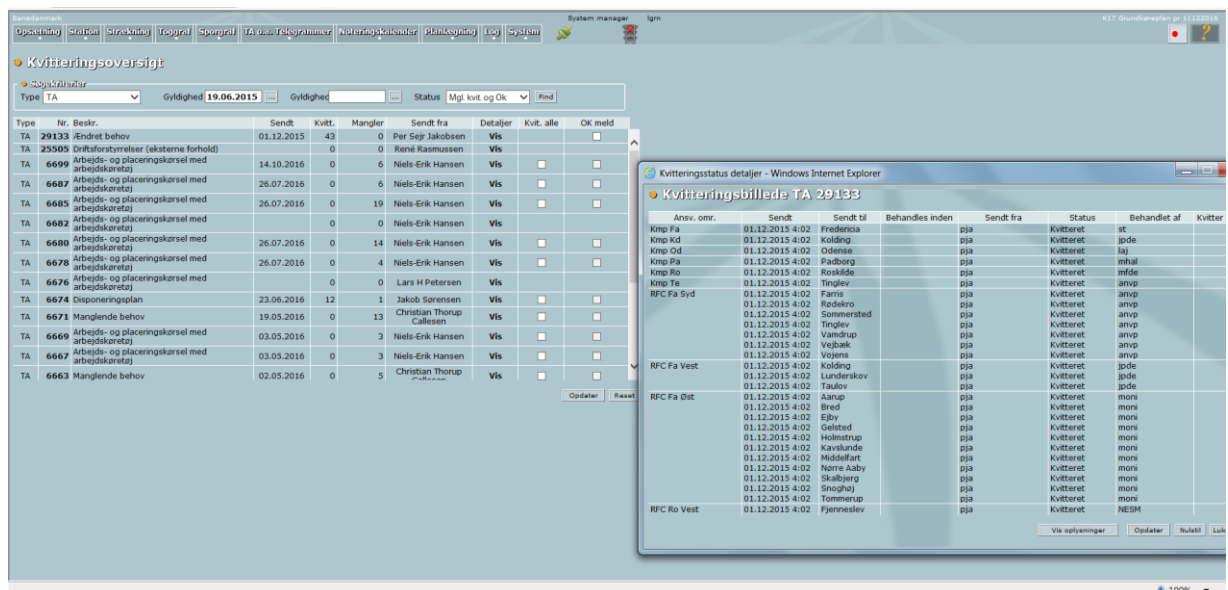 Banedanmark System manager lgrn K17 Grundkøreplan pr 11122016
Opsætning Station Strækning Toggraf Sporgraf TA o.a. Telegrammer Noteringskalender Planlægning Log System
Kvitteringsoversigt
Søgekriterier
Type TA Gyldighed 19.06.2015 ... Gyldighed ... Status Mgl. kvit. og Ok Find
Type Nr. Beskr. Sendt Kvitt. Mangler Sendt fra Detaljer Kvit. alle OK meld
TA 29133 Ændret behov 01.12.2015 43 0 Per Sejr Jakobsen Vis
TA 25505 Driftsforstyrrelser (eksterne forhold) 0 0 René Rasmussen Vis
TA 6699 Arbejds- og placeringskørsel med arbejdskøretøj 14.10.2016 0 6 Niels-Erik Hansen Vis
TA 6687 Arbejds- og placeringskørsel med arbejdskøretøj 26.07.2016 0 6 Niels-Erik Hansen Vis
TA 6685 Arbejds- og placeringskørsel med arbejdskøretøj 26.07.2016 0 19 Niels-Erik Hansen Vis
TA 6682 Arbejds- og placeringskørsel med arbejdskøretøj 0 0 Niels-Erik Hansen Vis
TA 6680 Arbejds- og placeringskørsel med arbejdskøretøj 26.07.2016 0 14 Niels-Erik Hansen Vis
TA 6678 Arbejds- og placeringskørsel med arbejdskøretøj 26.07.2016 0 4 Niels-Erik Hansen Vis
TA 6676 Arbejds- og placeringskørsel med arbejdskøretøj 0 0 Lars H Petersen Vis
TA 6674 Disponeringsplan 23.06.2016 12 1 Jakob Sørensen Vis
TA 6671 Manglende behov 19.05.2016 0 13 Christian Thorup Callesen Vis
TA 6669 Arbejds- og placeringskørsel med arbejdskøretøj 03.05.2016 0 3 Niels-Erik Hansen Vis
TA 6667 Arbejds- og placeringskørsel med arbejdskøretøj 03.05.2016 0 3 Niels-Erik Hansen Vis
TA 6663 Manglende behov 02.05.2016 0 5 Christian Thorup Vis
Opdater Reset
Kvitteringsstatus detaljer - Windows Internet Explorer
Kvitteringsbillede TA 29133
Ansv. omr. Sendt Sendt til Behandles inden Sendt fra Status Behandlet af Kvitter
Kmp Fa 01.12.2015 4:02 Fredericia pja Kvitteret st
Kmp Kd 01.12.2015 4:02 Kolding pja Kvitteret jpde
Kmp Od 01.12.2015 4:02 Odense pja Kvitteret laj
Kmp Pa 01.12.2015 4:02 Padborg pja Kvitteret mhal
Kmp Ro 01.12.2015 4:02 Roskilde pja Kvitteret mfde
Kmp Te 01.12.2015 4:02 Tinglev pja Kvitteret anvp
RFC Fa Syd 01.12.2015 4:02 Farris pja Kvitteret anvp
01.12.2015 4:02 Rødekro pja Kvitteret anvp
01.12.2015 4:02 Sommersted pja Kvitteret anvp
01.12.2015 4:02 Tinglev pja Kvitteret anvp
01.12.2015 4:02 Vamdrup pja Kvitteret anvp
01.12.2015 4:02 Vejbæk pja Kvitteret anvp
01.12.2015 4:02 Vojens pja Kvitteret anvp
RFC Fa Vest 01.12.2015 4:02 Kolding pja Kvitteret jpde
01.12.2015 4:02 Lunderskov pja Kvitteret jpde
01.12.2015 4:02 Taulov pja Kvitteret jpde
RFC Fa Øst 01.12.2015 4:02 Aarup pja Kvitteret moni
01.12.2015 4:02 Bred pja Kvitteret moni
01.12.2015 4:02 Ejby pja Kvitteret moni
01.12.2015 4:02 Gelsted pja Kvitteret moni
01.12.2015 4:02 Holmstrup pja Kvitteret moni
01.12.2015 4:02 Kavslunde pja Kvitteret moni
01.12.2015 4:02 Middelfart pja Kvitteret moni
01.12.2015 4:02 Nørre Aaby pja Kvitteret moni
01.12.2015 4:02 Skalbjerg pja Kvitteret moni
01.12.2015 4:02 Snoghøj pja Kvitteret moni
01.12.2015 4:02 Tommerup pja Kvitteret moni
RFC Ro Vest 01.12.2015 4:02 Fjenneslev pja Kvitteret NESM
Vis oplysninger Opdater Nulstil Luk
100%